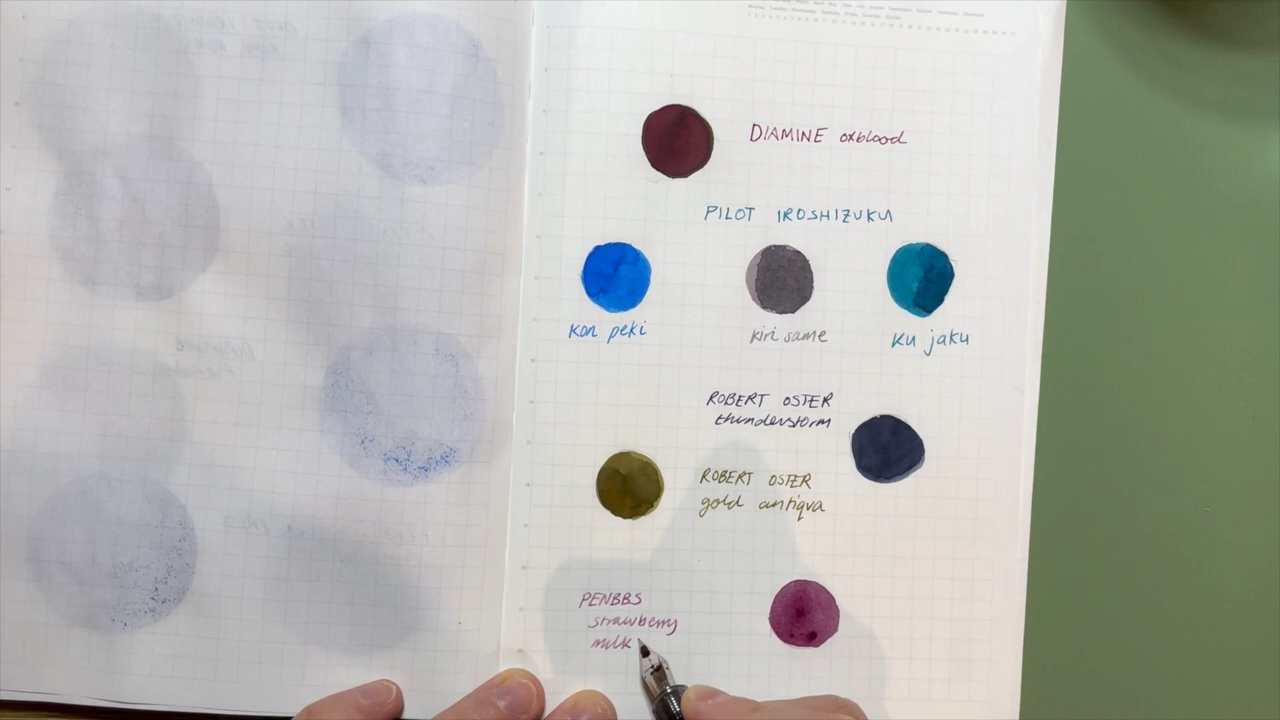 DIAMINE oxblood
PILOT IROSHIZUKU
kon peki
kiri same
ku jaku
ROBERT OSTER
thunderstorm
ROBERT OSTER
gold antiqva
PENBBS
strawberry
milk